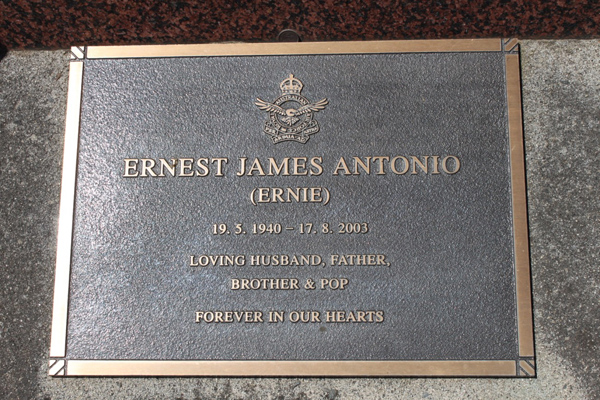 AUSTRALIAN
ERNEST JAMES ANTONIO
(ERNIE)
19. 5. 1940 – 17. 8. 2003
LOVING HUSBAND, FATHER,
BROTHER & POP
FOREVER IN OUR HEARTS